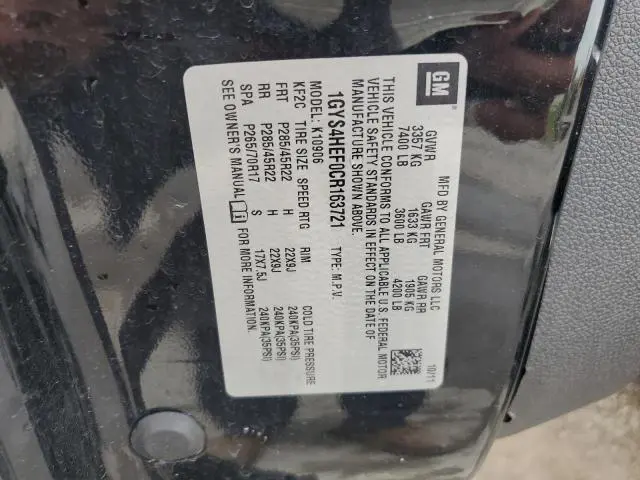 GM
MFD BY GENERAL MOTORS LLC 10/11
GVWR GAWR FRT GAWR RR
3357 KG 1633 KG 1905 KG
7400 LB 3600 LB 4200 LB
THIS VEHICLE CONFORMS TO ALL APPLICABLE U.S. FEDERAL MOTOR
VEHICLE SAFETY STANDARDS IN EFFECT ON THE DATE OF
MANUFACTURE SHOWN ABOVE.
1GYS4HEF0CR163721 TYPE: M.P.V.
MODEL: K10906
KF2C TIRE SIZE SPEED RTG RIM COLD TIRE PRESSURE
FRT P285/45R22 H 22X9J 240KPA(35PSI)
RR P285/45R22 H 22X9J 240KPA(35PSI)
SPA P265/70R17 S 17X7.5J 240KPA(35PSI)
SEE OWNER'S MANUAL FOR MORE INFORMATION.